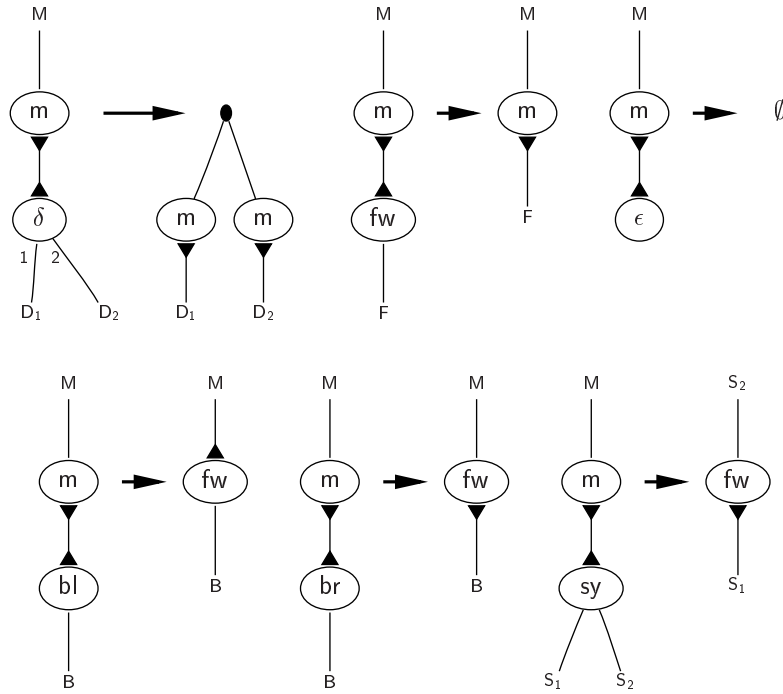 M M M M
m m m m ∅
m m
δ fw ϵ
1 2 F
D₁ D₂ D₁ D₂ F
M M M M M S₂
m fw m fw m fw
bl B br B sy S₁
B B S₁ S₂